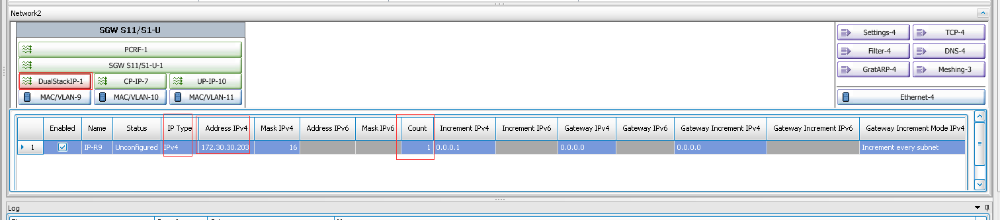 Network2
SGW S11/S1-U
PCRF-1
SGW S11/S1-U-1
DualStackIP-1 CP-IP-7 UP-IP-10
MAC/VLAN-9 MAC/VLAN-10 MAC/VLAN-11
Settings-4 TCP-4
Filter-4 DNS-4
GratARP-4 Meshing-3
Ethernet-4
Enabled Name Status IP Type Address IPv4 Mask IPv4 Address IPv6 Mask IPv6 Count Increment IPv4 Increment IPv6 Gateway IPv4 Gateway IPv6 Gateway Increment IPv4 Gateway Increment IPv6 Gateway Increment Mode IPv4
1 IP-R9 Unconfigured IPv4 172.30.30.203 16 1 0.0.0.1 0.0.0.0 0.0.0.0 Increment every subnet
Log